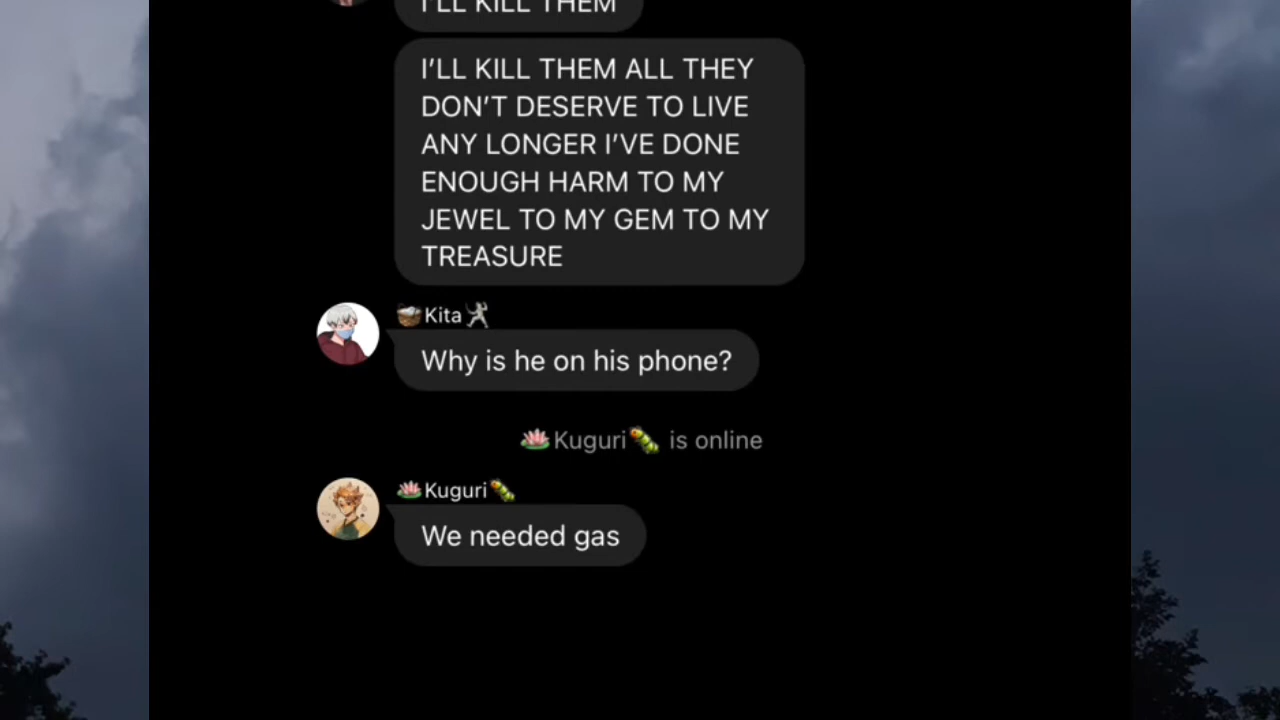 I'LL KILL THEM
I’LL KILL THEM ALL THEY
DON’T DESERVE TO LIVE
ANY LONGER I’VE DONE
ENOUGH HARM TO MY
JEWEL TO MY GEM TO MY
TREASURE
Kita
Why is he on his phone?
Kuguri is online
Kuguri
We needed gas